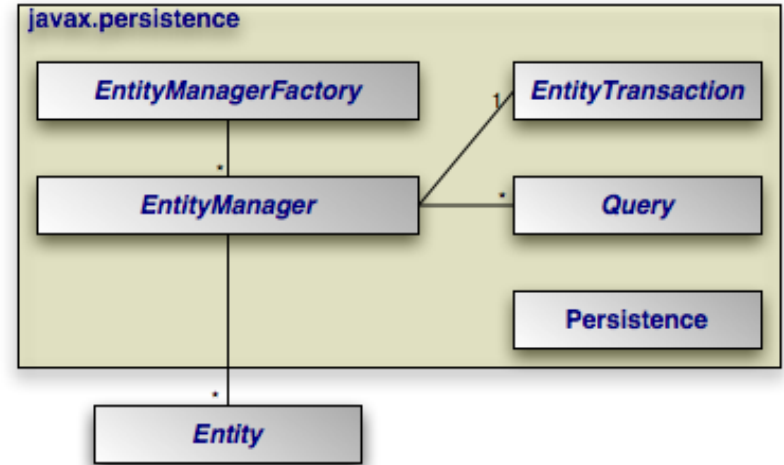 javax.persistence
EntityManagerFactory
EntityTransaction
1
*
EntityManager
*
Query
Persistence
*
Entity